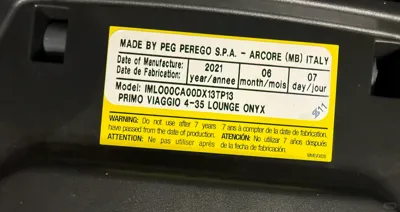 MADE BY PEG PEREGO S.P.A. - ARCORE (MB) ITALY
Date of Manufacture: 2021 06 07
Date de Fabrication: year/annee month/mois day/jour
Model n°: IMLO00CA00DX13TP13
PRIMO VIAGGIO 4-35 LOUNGE ONYX
WARNING: Do not use after 7 years have passed from the date of production.
ATTENTION: Ne pas utiliser après 7 ans à compter de la date de fabrication.
ATENCIÓN: No utilizar 7 años después de la fecha de fabricación.